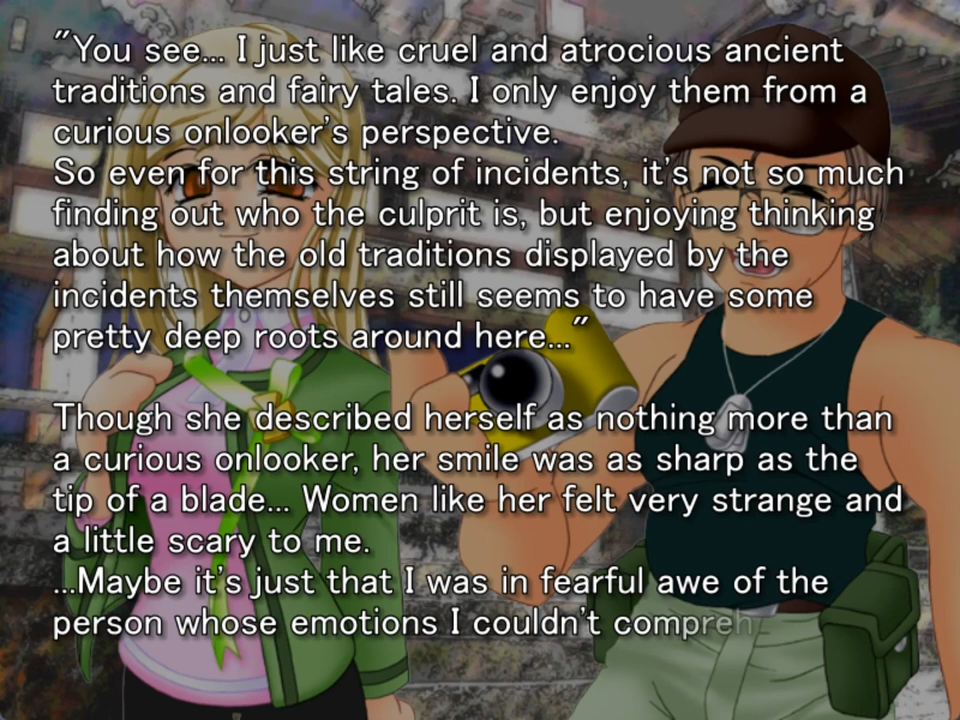 "You see... I just like cruel and atrocious ancient
traditions and fairy tales. I only enjoy them from a
curious onlooker's perspective.
So even for this string of incidents, it's not so much
finding out who the culprit is, but enjoying thinking
about how the old traditions displayed by the
incidents themselves still seems to have some
pretty deep roots around here..."
Though she described herself as nothing more than
a curious onlooker, her smile was as sharp as the
tip of a blade... Women like her felt very strange and
a little scary to me.
...Maybe it's just that I was in fearful awe of the
person whose emotions I couldn't compreh